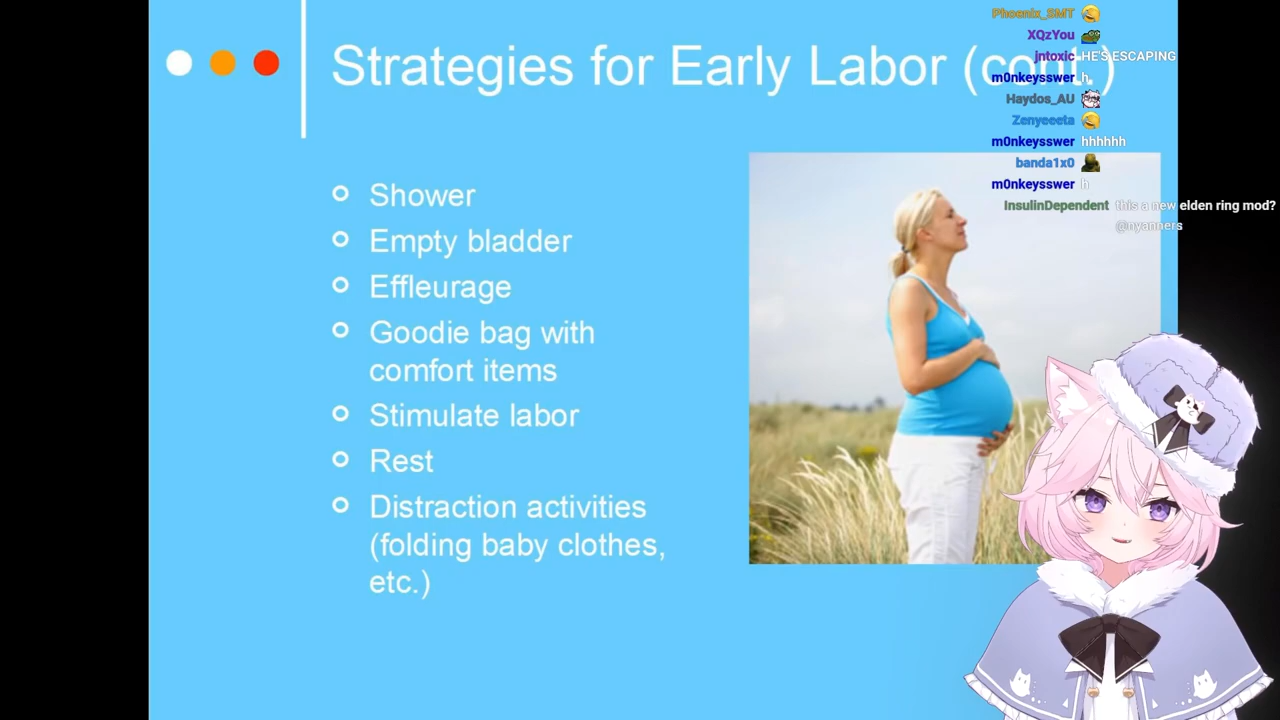 Strategies for Early Labor (cont.)
Shower
Empty bladder
Effleurage
Goodie bag with
comfort items
Stimulate labor
Rest
Distraction activities
(folding baby clothes,
etc.)
Phoenix_SMT
XQzYou
jntoxic HE'S ESCAPING
m0nkeysswer h
Haydos_AU
Zenyeeeta
m0nkeysswer hhhhhh
banda1x0
m0nkeysswer h
InsulinDependent this a new elden ring mod?
@nyanners